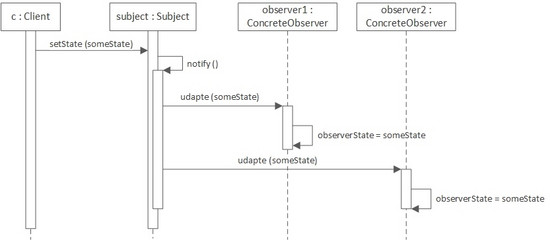 c : Client
subject : Subject
observer1 :
ConcreteObserver
observer2 :
ConcreteObserver
setState (someState)
notify ()
udapte (someState)
observerState = someState
udapte (someState)
observerState = someState